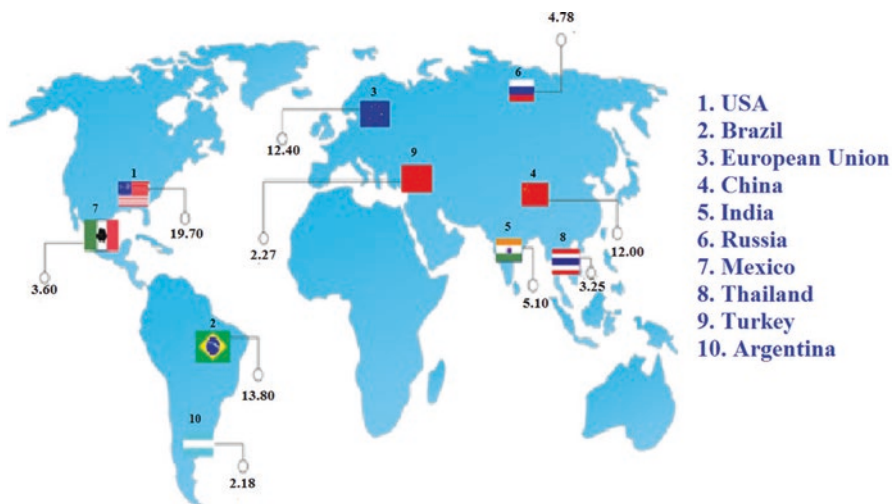 4.78
6
3
12.40
9
4
1
7
19.70
2.27
12.00
5
8
3.60
3.25
5.10
2
13.80
10
2.18
1. USA
2. Brazil
3. European Union
4. China
5. India
6. Russia
7. Mexico
8. Thailand
9. Turkey
10. Argentina